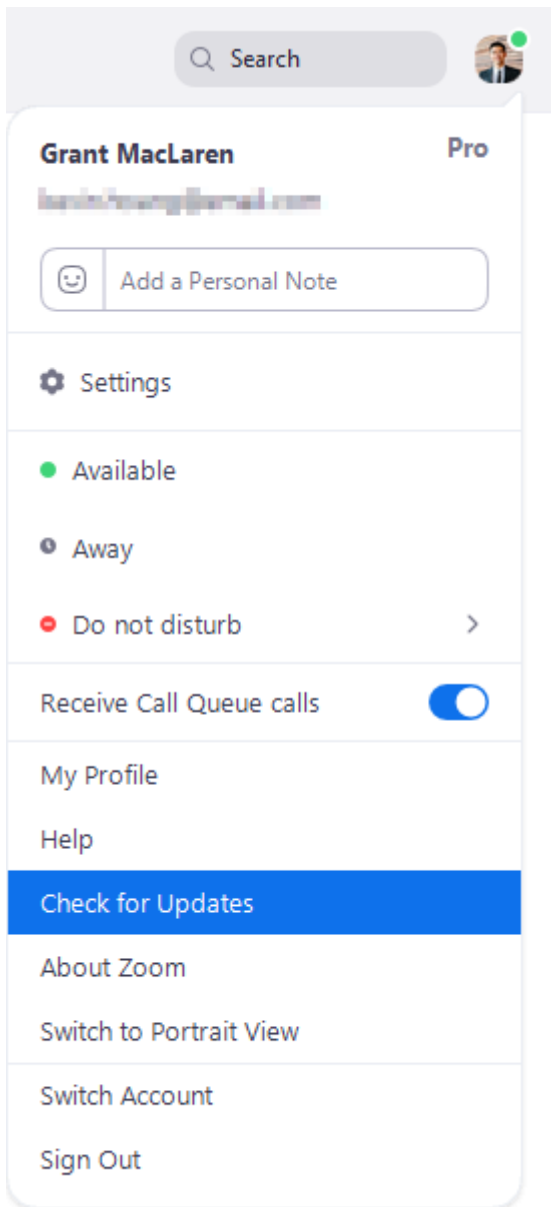 Search
Grant MacLaren Pro
Add a Personal Note
Settings
Available
Away
Do not disturb
Receive Call Queue calls
My Profile
Help
Check for Updates
About Zoom
Switch to Portrait View
Switch Account
Sign Out